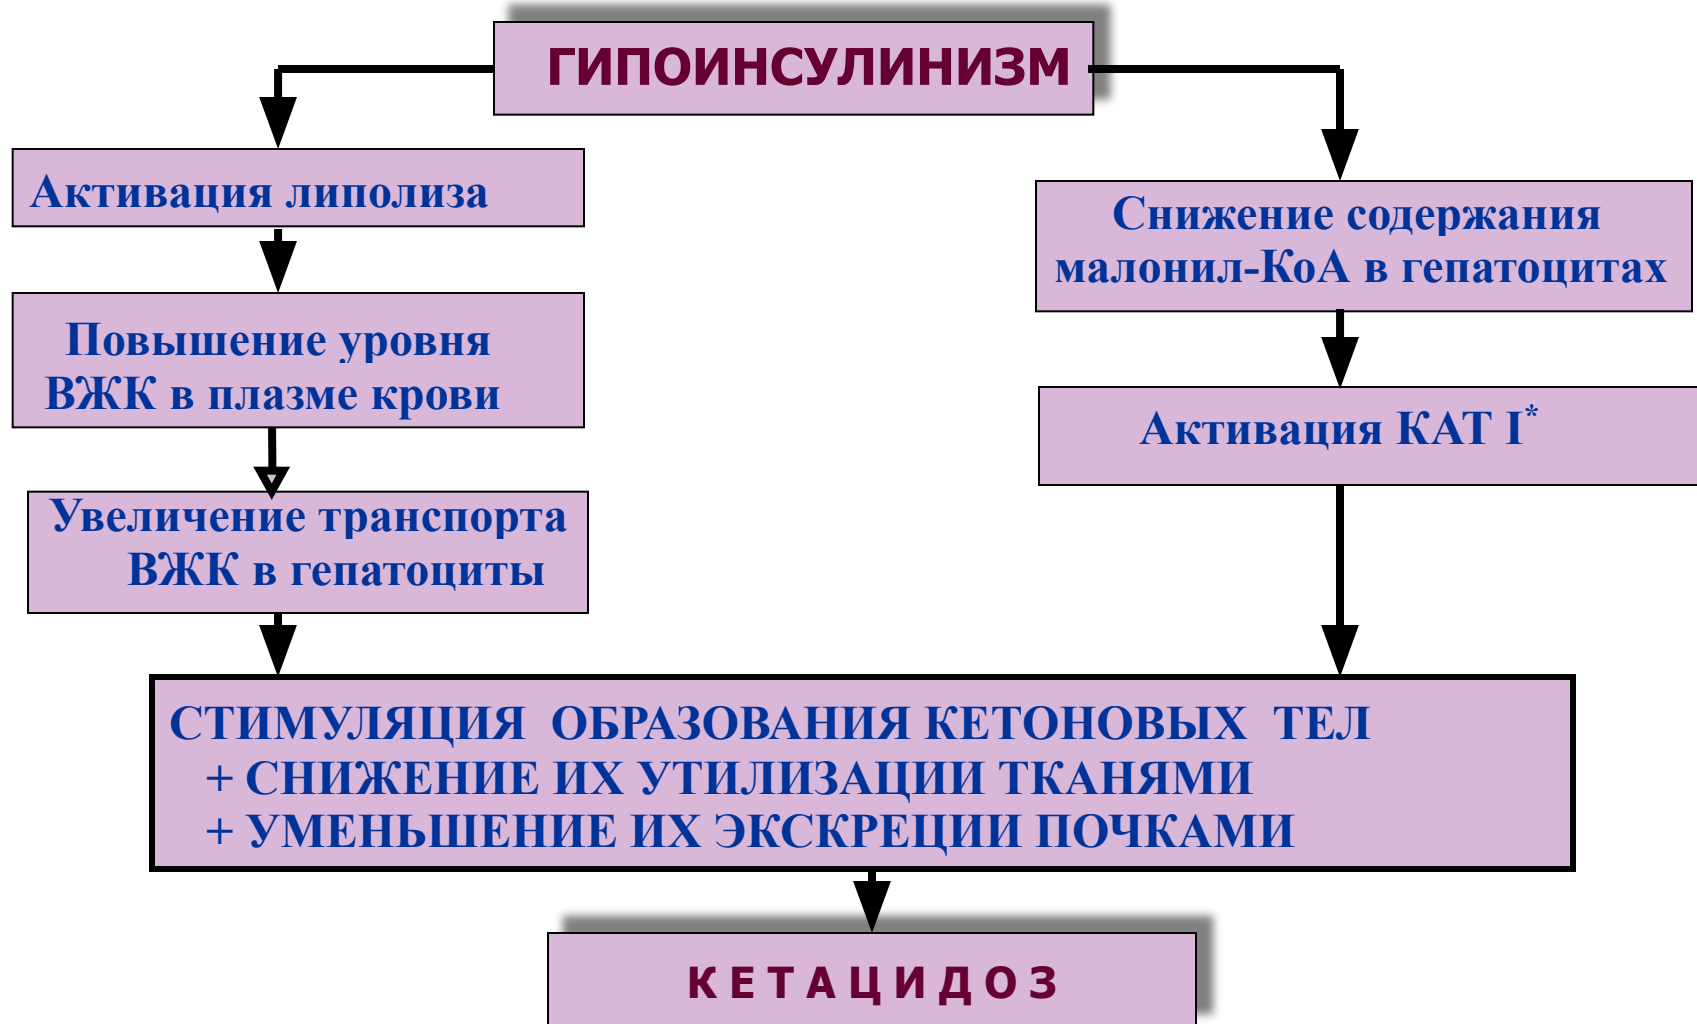 ГИПОИНСУЛИНИЗМ
Активация липолиза
Повышение уровня
ВЖК в плазме крови
Увеличение транспорта
ВЖК в гепатоциты
Снижение содержания
малонил-КоА в гепатоцитах
Активация КАТ I*
СТИМУЛЯЦИЯ ОБРАЗОВАНИЯ КЕТОНОВЫХ ТЕЛ
+ СНИЖЕНИЕ ИХ УТИЛИЗАЦИИ ТКАНЯМИ
+ УМЕНЬШЕНИЕ ИХ ЭКСКРЕЦИИ ПОЧКАМИ
К Е Т А Ц И Д О З